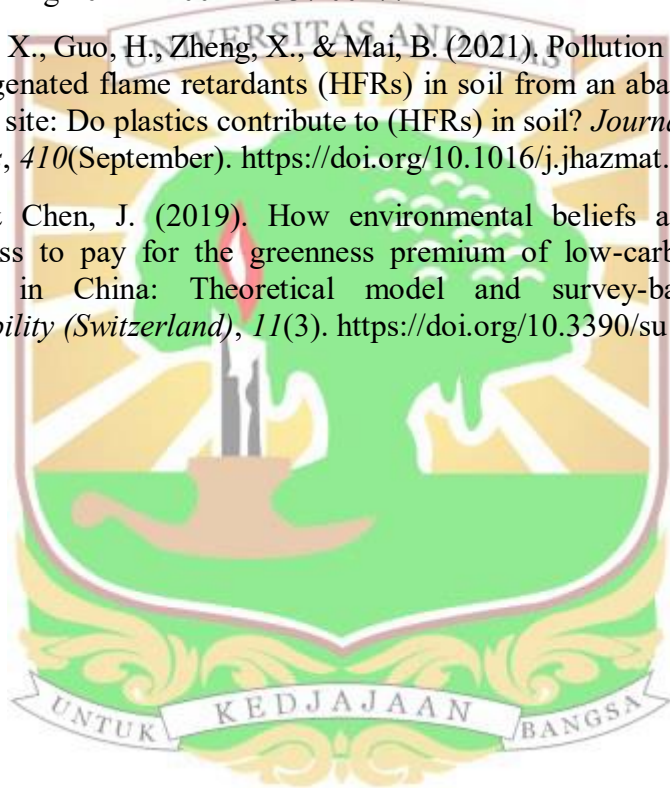 UNIVERSITAS ANDALAS
X., Guo, H., Zheng, X., & Mai, B. (2021). Pollution
genated flame retardants (HFRs) in soil from an aba
site: Do plastics contribute to (HFRs) in soil? Journa
, 410(September). https://doi.org/10.1016/j.jhazmat.
Chen, J. (2019). How environmental beliefs a
ss to pay for the greenness premium of low-carb
in China: Theoretical model and survey-ba
bility (Switzerland), 11(3). https://doi.org/10.3390/su
UNTUK KEDJAJAAN BANGSA